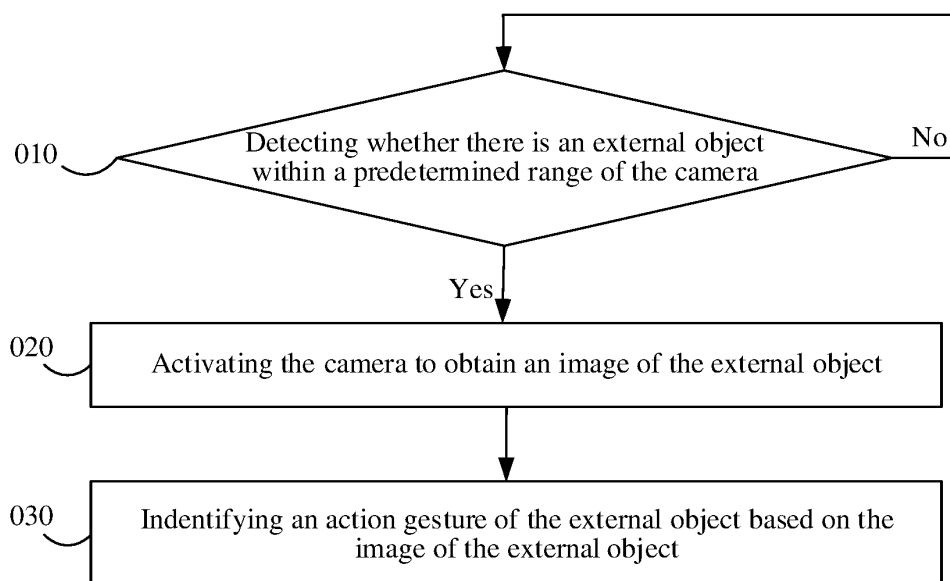 Detecting whether there is an external object
within a predetermined range of the camera
010
No
Yes
020
Activating the camera to obtain an image of the external object
030
Indentifying an action gesture of the external object based on the
image of the external object